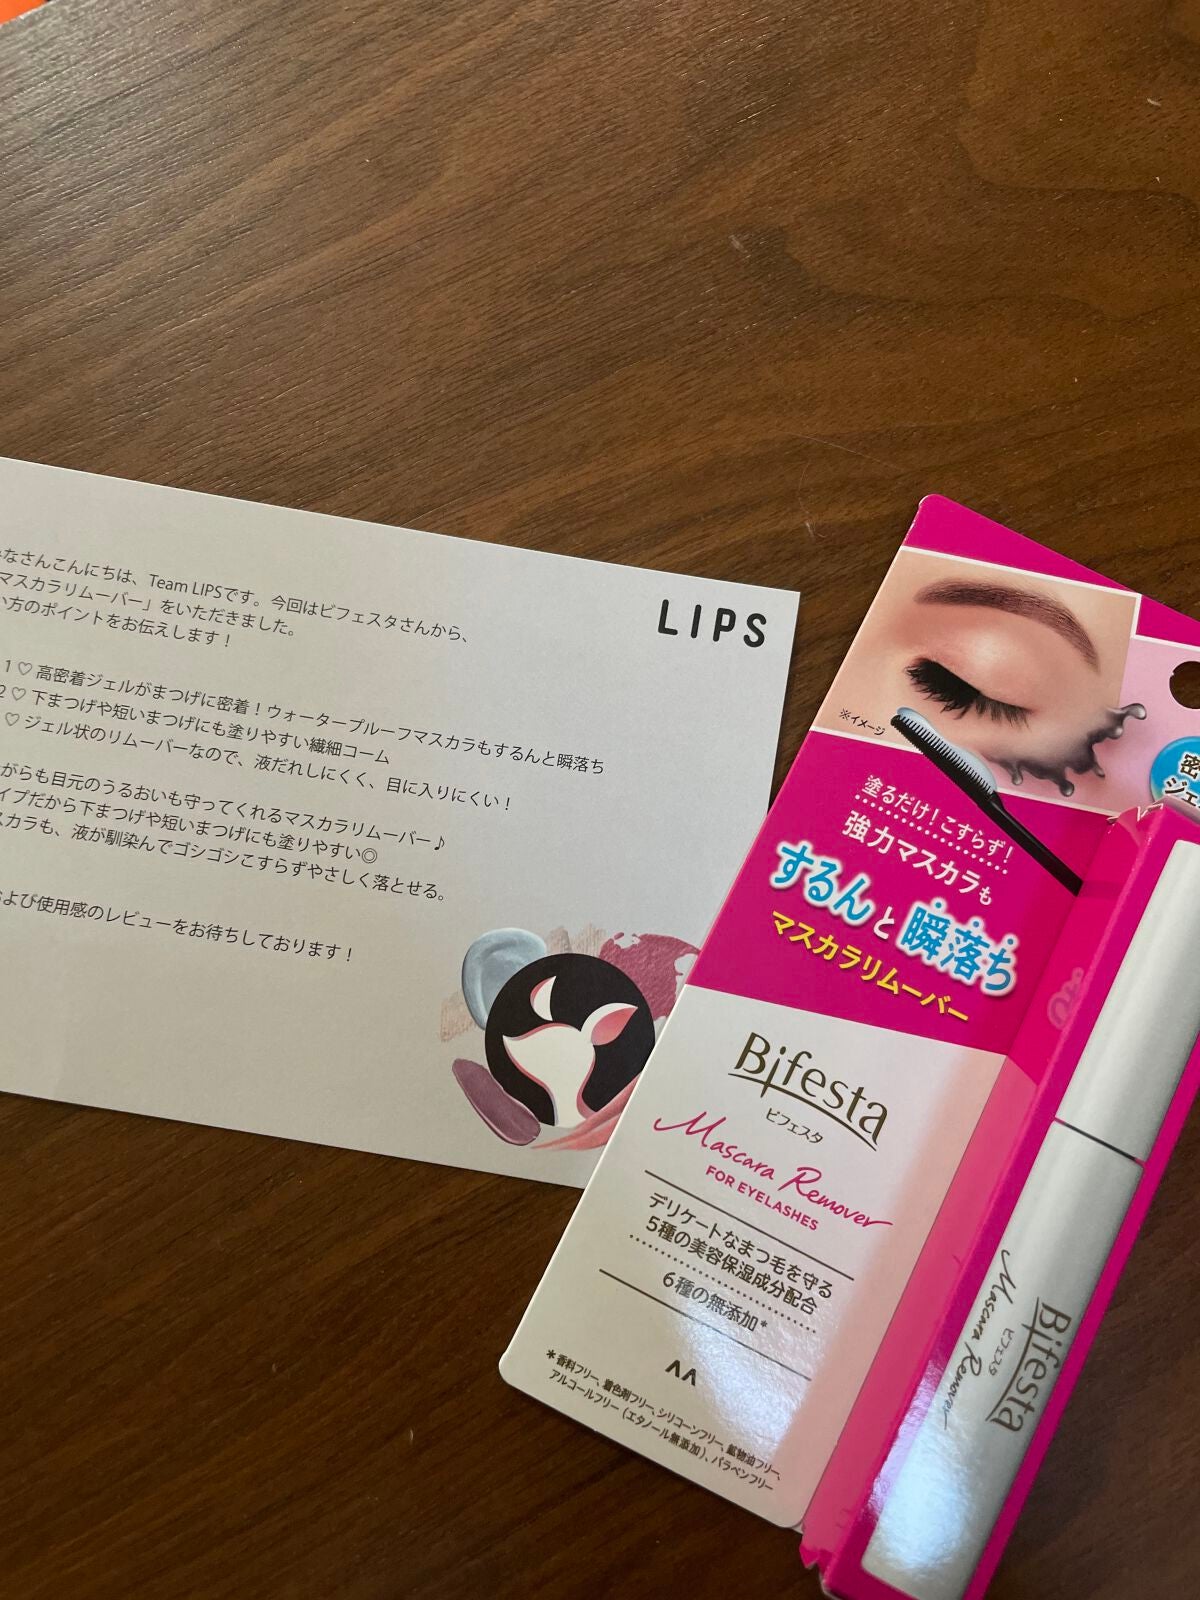 LIPS
なさんこんにちは、Team LIPSです。今回はビフェスタさんから、
マスカラリムーバー」をいただきました。
い方のポイントをお伝えします！
1♡高密着ジェルがまつげに密着！ウォータープルーフマスカラもするんと瞬落ち
2♡下まつげや短いまつげにも塗りやすい繊細コーム
♡ジェル状のリムーバーなので、液だれしにくく、目に入りにくい！
がらも目元のうるおいも守ってくれるマスカラリムーバー♪
イプだから下まつげや短いまつげにも塗りやすい◎
スカラも、液が馴染んでゴシゴシこすらずやさしく落とせる。
および使用感のレビューをお待ちしております！
※イメージ
密
ジェ
塗るだけ！こすらず！
強力マスカラも
するんと瞬落ち
マスカラリムーバー
Bifesta
ビフェスタ
Mascara Remover
FOR EYELASHES
デリケートなまつ毛を守る
5種の美容保湿成分配合
6種の無添加*
*香料フリー、着色剤フリー、シリコーンフリー、鉱物油フリー、
アルコールフリー（エタノール無添加）、パラベンフリー
Bifesta
ビフェスタ
Mascara Remover